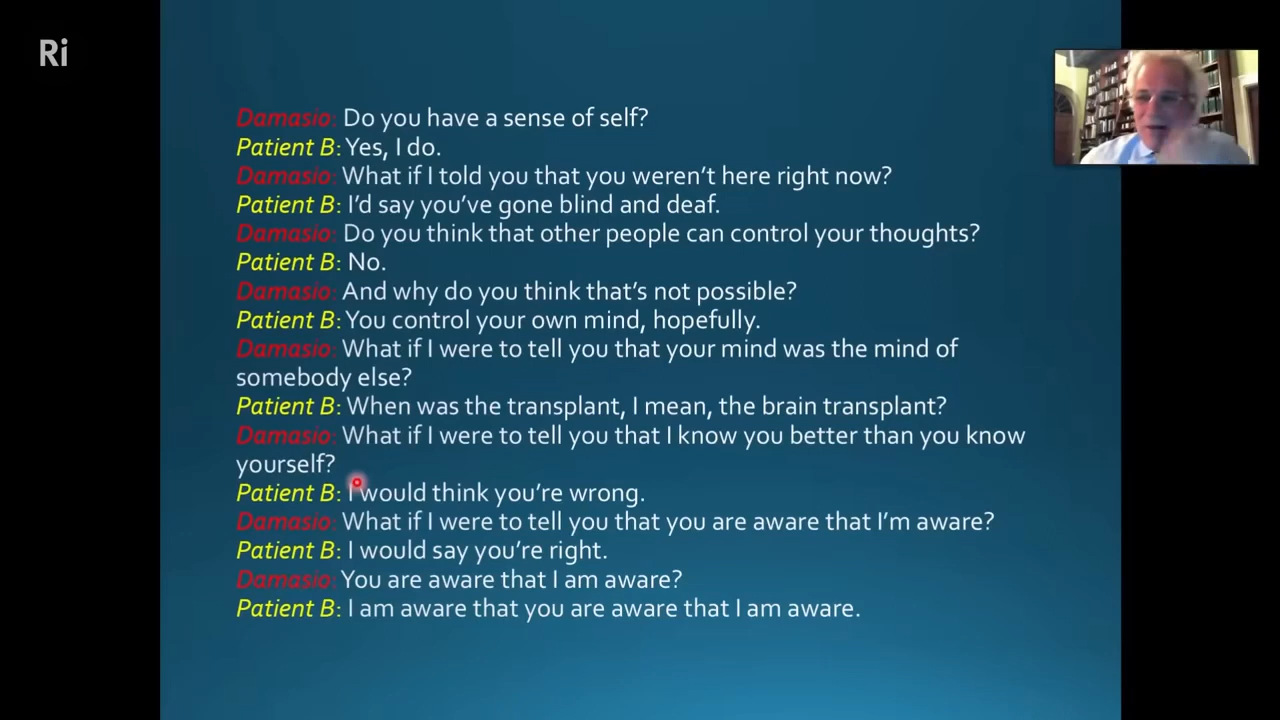 Ri
Damasio: Do you have a sense of self?
Patient B: Yes, I do.
Damasio: What if I told you that you weren't here right now?
Patient B: I'd say you've gone blind and deaf.
Damasio: Do you think that other people can control your thoughts?
Patient B: No.
Damasio: And why do you think that's not possible?
Patient B: You control your own mind, hopefully.
Damasio: What if I were to tell you that your mind was the mind of
somebody else?
Patient B: When was the transplant, I mean, the brain transplant?
Damasio: What if I were to tell you that I know you better than you know
yourself?
Patient B: I would think you're wrong.
Damasio: What if I were to tell you that you are aware that I'm aware?
Patient B: I would say you're right.
Damasio: You are aware that I am aware?
Patient B: I am aware that you are aware that I am aware.